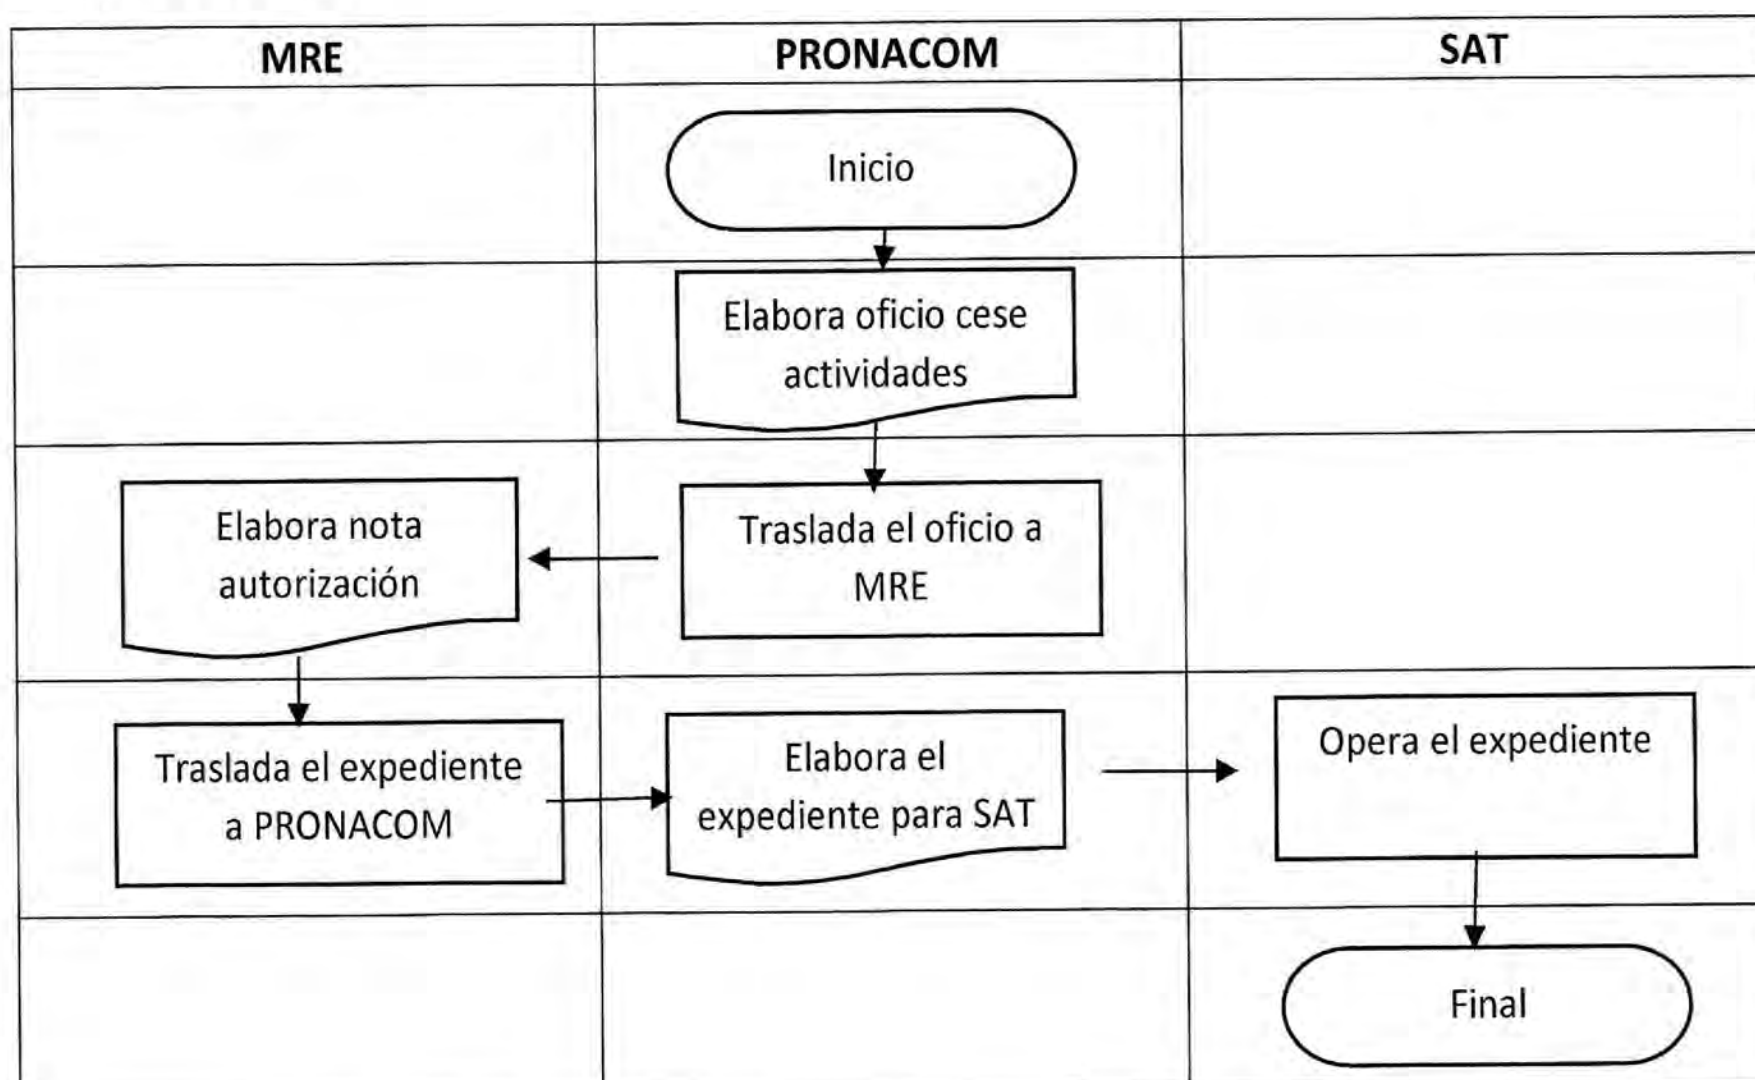 MRE
PRONACOM
SAT
Inicio
Elabora oficio cese
actividades
Elabora nota
autorización
Traslada el oficio a
MRE
Traslada el expediente
a PRONACOM
Elabora el
expediente para SAT
Opera el expediente
Final